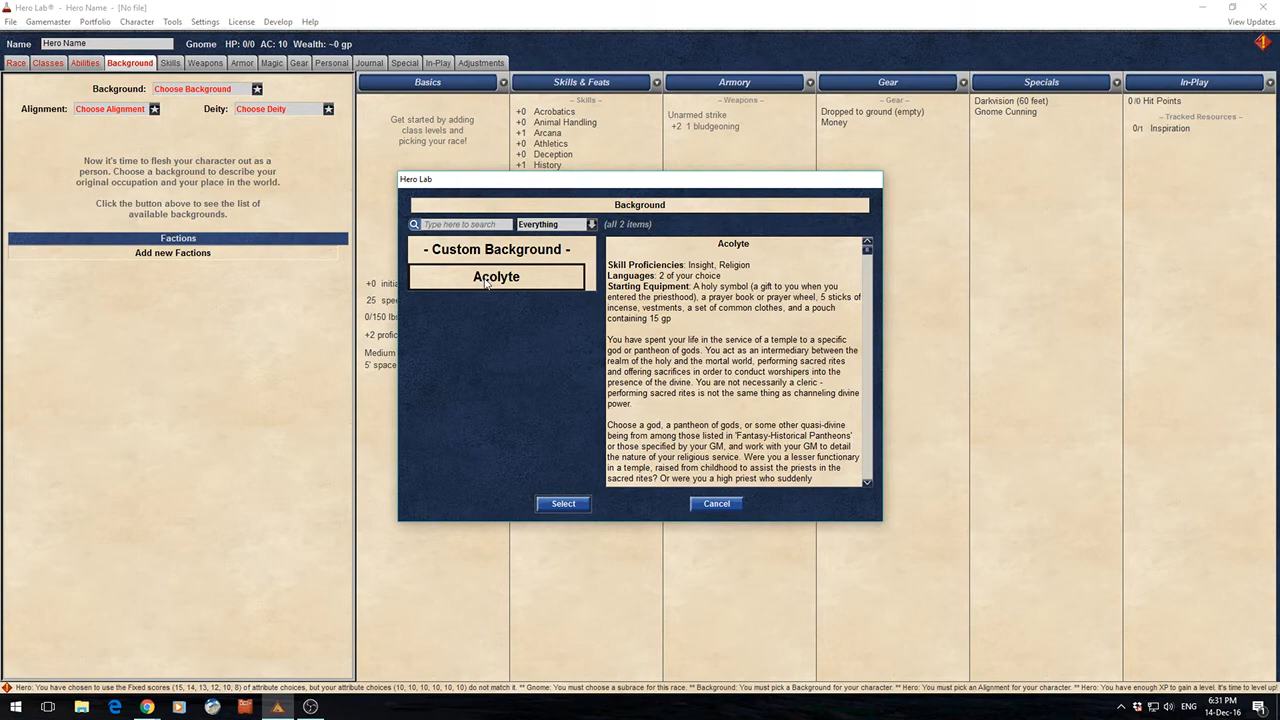 Hero Lab® - Hero Name - [No file]
File Gamemaster Portfolio Character Tools Settings License Develop Help
View Updates
Name Hero Name Gnome HP: 0/0 AC: 10 Wealth: ~0 gp
Race Classes Abilities Background Skills Weapons Armor Magic Gear Personal Journal Special In-Play Adjustments
Background: Choose Background
Alignment: Choose Alignment Deity: Choose Deity
Now it's time to flesh your character out as a
person. Choose a background to describe your
original occupation and your place in the world.
Click the button above to see the list of
available backgrounds.
Factions
Add new Factions
Basics
Get started by adding
class levels and
picking your race!
+0 initia
25 spe
0/150 lbs
+2 profic
Medium
5' space
Skills & Feats
– Skills –
+0 Acrobatics
+0 Animal Handling
+1 Arcana
+0 Athletics
+0 Deception
+1 History
Armory
– Weapons –
Unarmed strike
+2 1 bludgeoning
Gear
– Gear –
Dropped to ground (empty)
Money
Specials
Darkvision (60 feet)
Gnome Cunning
In-Play
0/0 Hit Points
– Tracked Resources –
0/1 Inspiration
Hero Lab
Background
Type here to search Everything (all 2 items)
- Custom Background -
Acolyte
Acolyte
Skill Proficiencies: Insight, Religion
Languages: 2 of your choice
Starting Equipment: A holy symbol (a gift to you when you
entered the priesthood), a prayer book or prayer wheel, 5 sticks of
incense, vestments, a set of common clothes, and a pouch
containing 15 gp
You have spent your life in the service of a temple to a specific
god or pantheon of gods. You act as an intermediary between the
realm of the holy and the mortal world, performing sacred rites
and offering sacrifices in order to conduct worshipers into the
presence of the divine. You are not necessarily a cleric -
performing sacred rites is not the same thing as channeling divine
power.
Choose a god, a pantheon of gods, or some other quasi-divine
being from among those listed in 'Fantasy-Historical Pantheons'
or those specified by your GM, and work with your GM to detail
the nature of your religious service. Were you a lesser functionary
in a temple, raised from childhood to assist the priests in the
sacred rites? Or were you a high priest who suddenly
Select Cancel
Hero: You have chosen to use the Fixed scores (15, 14, 13, 12, 10, 8) of attribute choices, but your attribute choices (10, 10, 10, 10, 10, 10) do not match it. ** Gnome: You must choose a subrace for this race. ** Background: You must pick a Background for your character. ** Hero: You must pick an Alignment for your character. ** Hero: You have enough XP to gain a level. It's time to level up!
ENG
6:31 PM
14-Dec-16